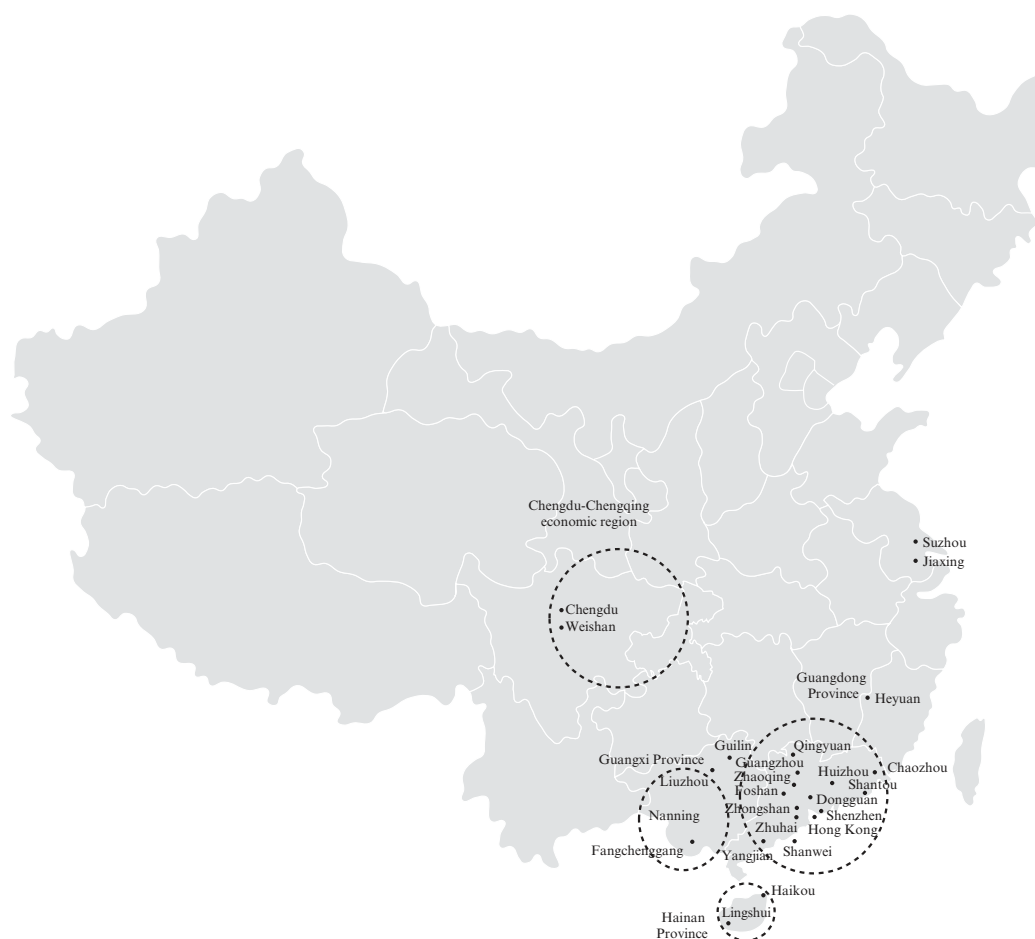 Chengdu-Chengqing
economic region
Suzhou
Jiaxing
Chengdu
Weishan
Guangdong
Province
Heyuan
Guilin
Qingyuan
Guangxi Province
Guangzhou
Liuzhou
Zhaoqing
Huizhou
Chaozhou
Foshan
Shantou
Dongguan
Nanning
Zhongshan
Shenzhen
Zhuhai
Hong Kong
Fangchenggang
Yangjian
Shanwei
Haikou
Lingshui
Hainan
Province